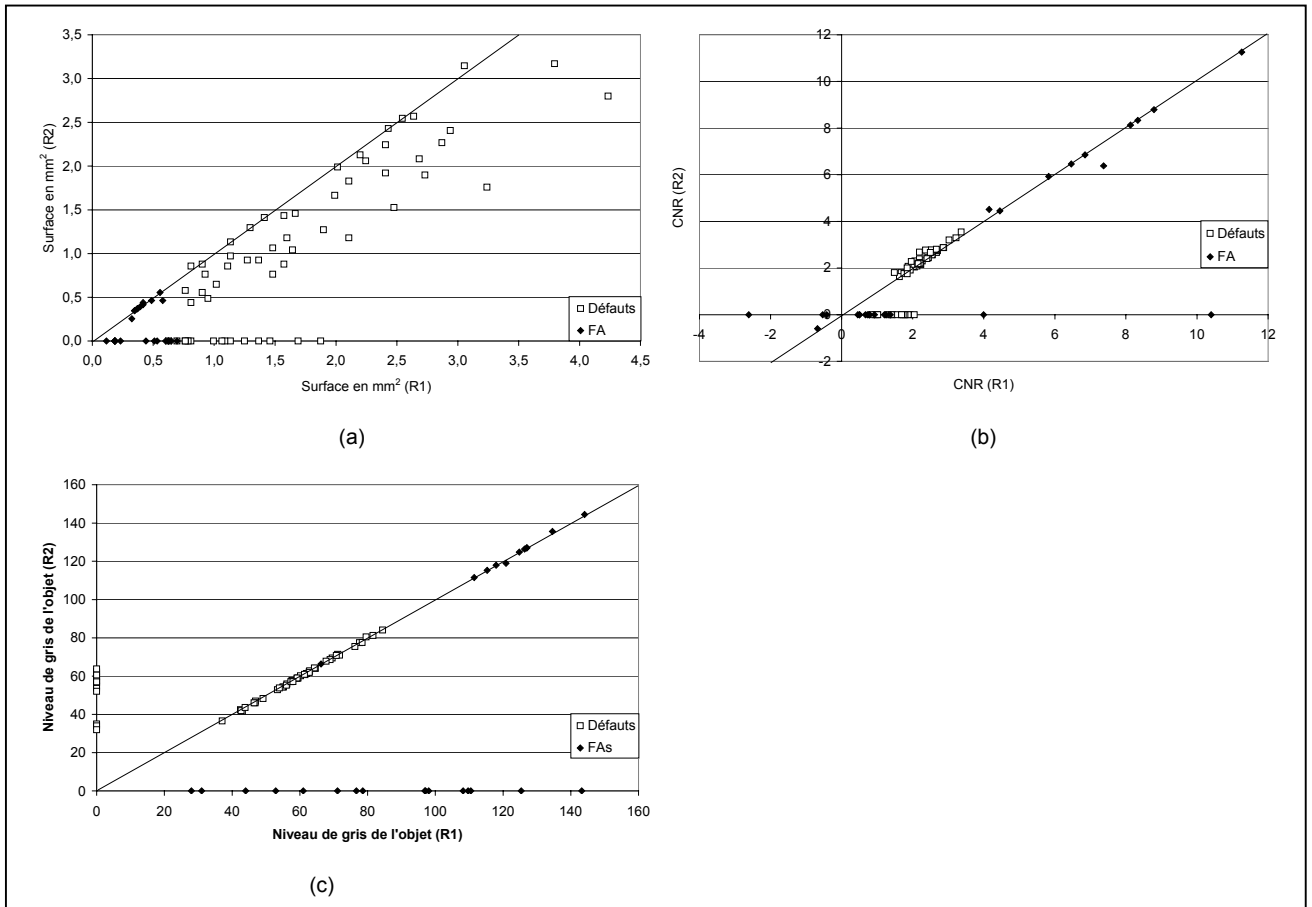 3,5
3,0
2,5
2,0
1,5
1,0
0,5
0,0
0,0 0,5 1,0 1,5 2,0 2,5 3,0 3,5 4,0 4,5
Surface en mm² (R1)
Surface en mm² (R2)
Défauts
FA
(a)
12
10
8
6
4
2
0
-2
-4 -2 0 2 4 6 8 10 12
CNR (R1)
CNR (R2)
Défauts
FA
(b)
160
140
120
100
80
60
40
20
0
0 20 40 60 80 100 120 140 160
Niveau de gris de l'objet (R1)
Niveau de gris de l'objet (R2)
Défauts
FAs
(c)